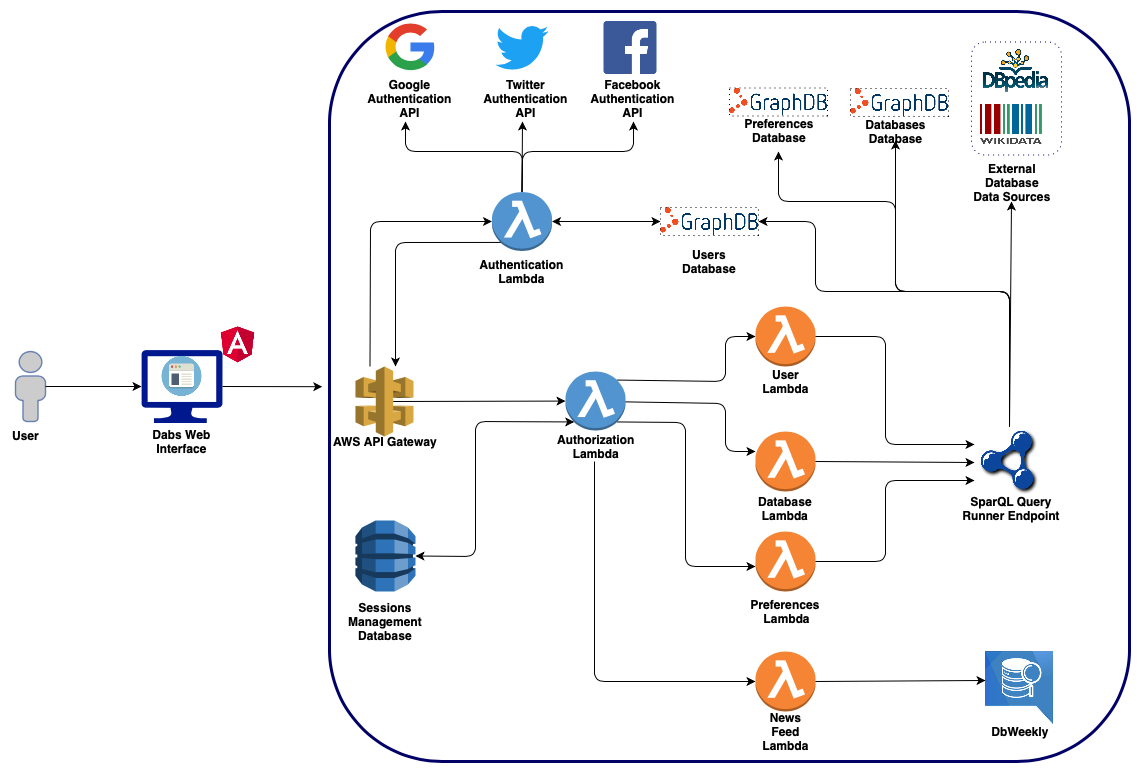 Google
Authentication
API
Twitter
Authentication
API
Facebook
Authentication
API
GraphDB
Preferences
Database
GraphDB
Databases
Database
DBpedia
WIKIDATA
External
Database
Data Sources
Authentication
Lambda
GraphDB
Users
Database
User
A
Dabs Web
Interface
AWS API Gateway
Authorization
Lambda
User
Lambda
Database
Lambda
Preferences
Lambda
SparQL Query
Runner Endpoint
Sessions
Management
Database
News
Feed
Lambda
DbWeekly